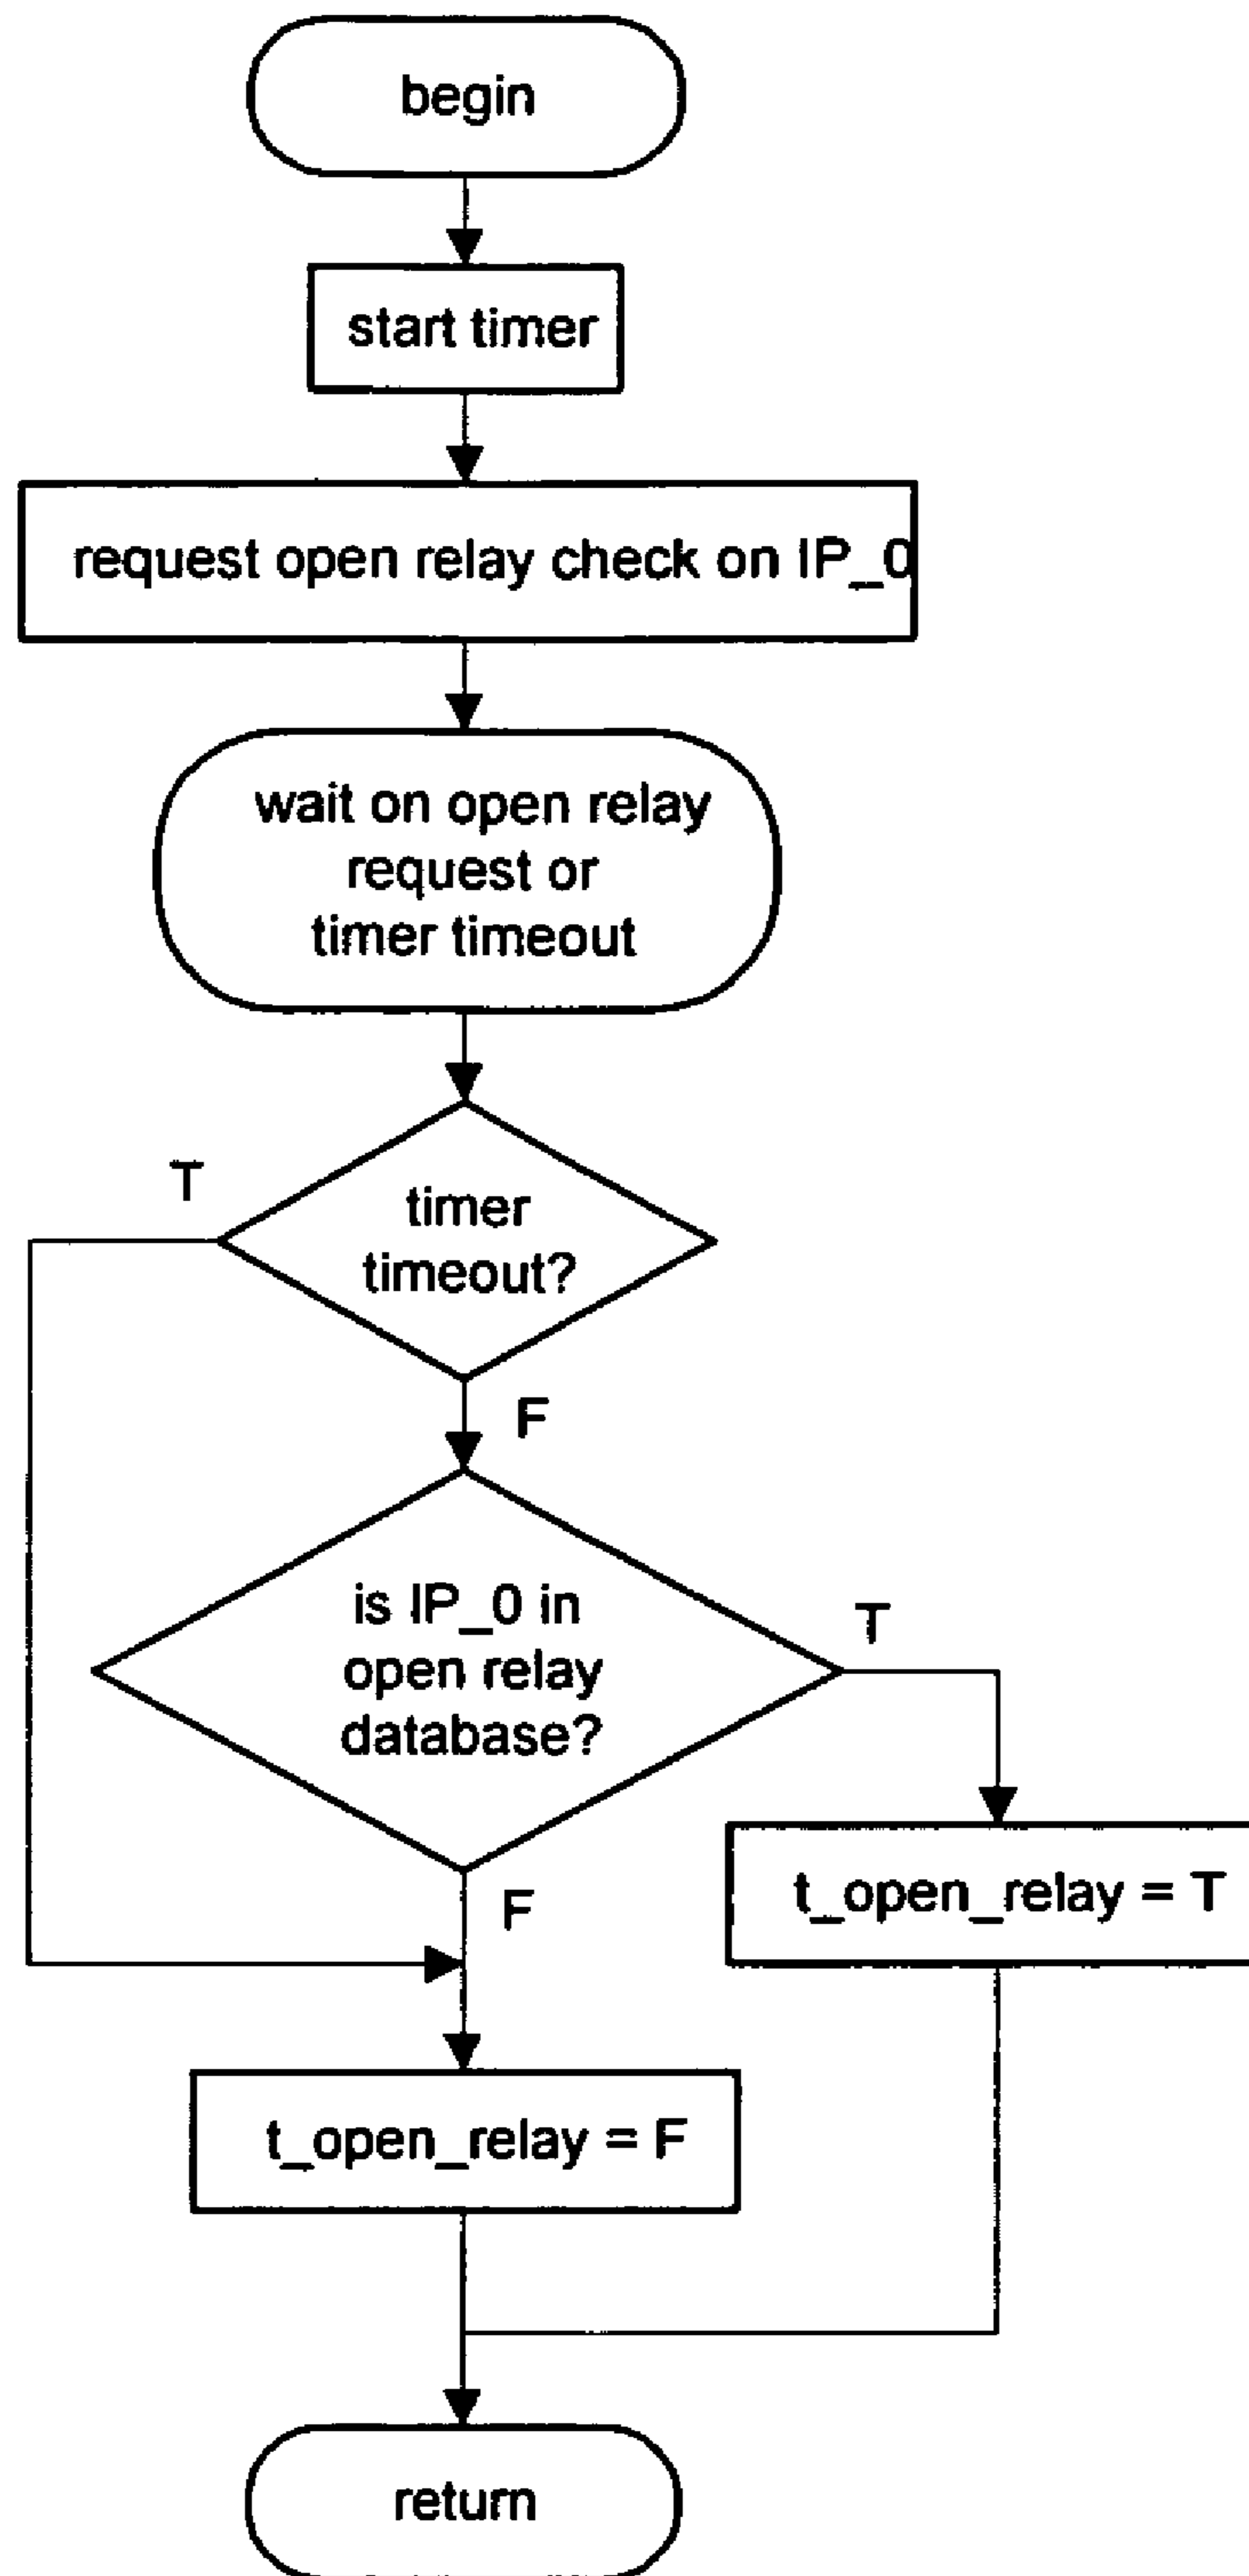 begin
start timer
request open relay check on IP_0
wait on open relay
request or
timer timeout
T
timer
timeout?
F
is IP_0 in
open relay
database?
T
t_open_relay = T
F
t_open_relay = F
return